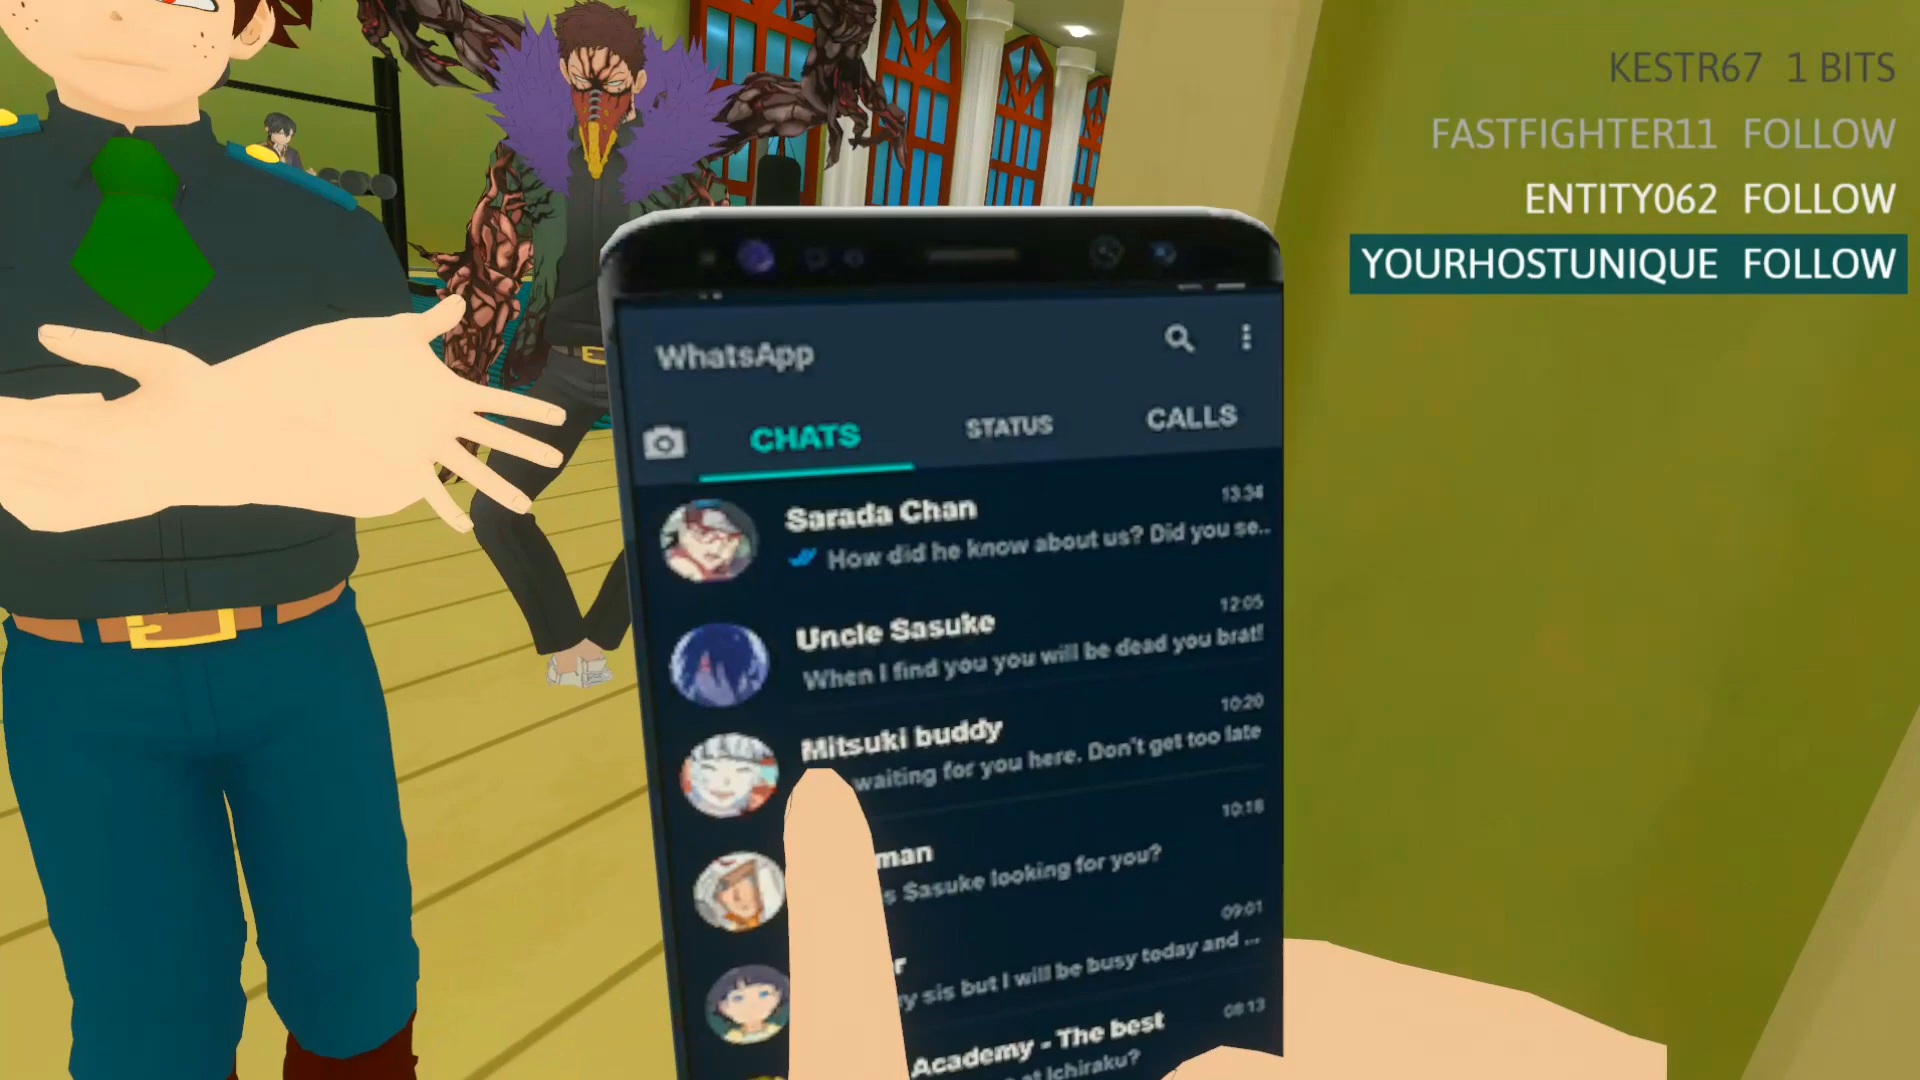 KESTR67 1 BITS
FASTFIGHTER11 FOLLOW
ENTITY062 FOLLOW
YOURHOSTUNIQUE FOLLOW
WhatsApp
CHATS STATUS CALLS
Sarada Chan 13:34
How did he know about us? Did you se..
Uncle Sasuke 12:05
When I find you you will be dead you brat!
Mitsuki buddy 10:20
waiting for you here. Don't get too late
man 10:18
s Sasuke looking for you?
r 09:01
y sis but I will be busy today and ...
Academy - The best 08:13
at Ichiraku?